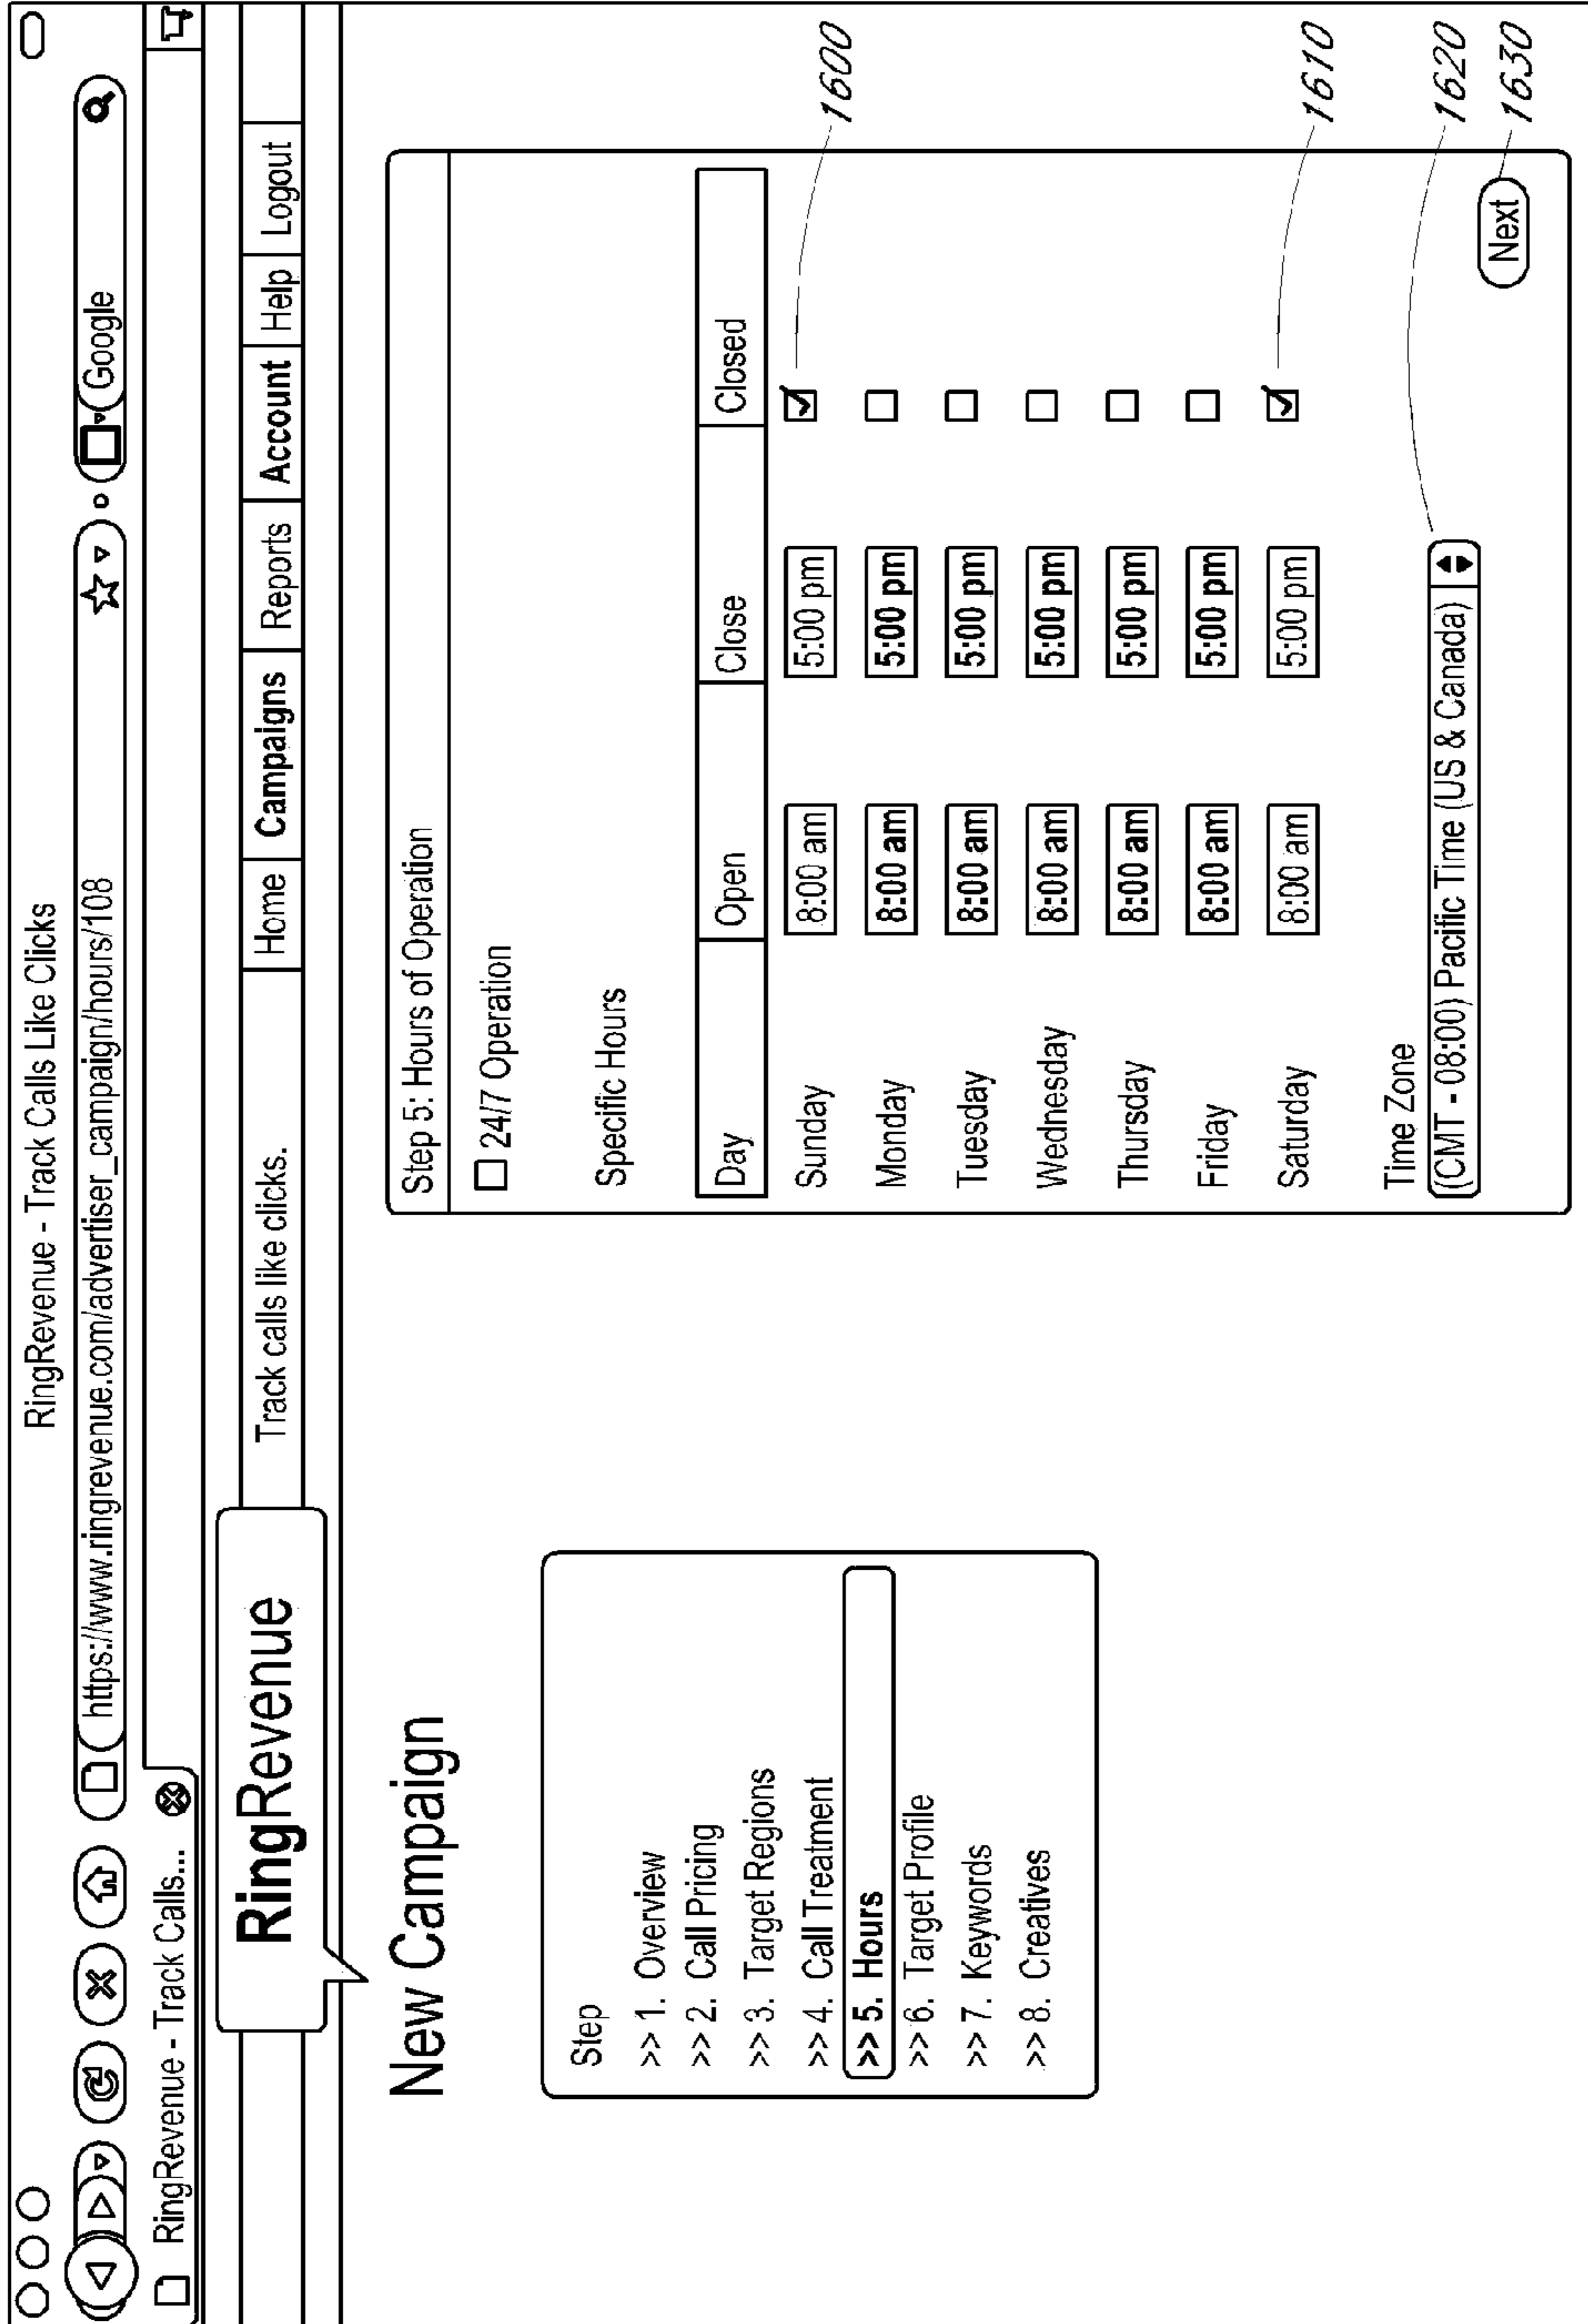 RingRevenue - Track Calls Like Clicks
https://www.ringrevenue.com/advertiser_campaign/hours/108
Google
RingRevenue - Track Calls...
RingRevenue
Track calls like clicks.
Home Campaigns Reports Account Help Logout
New Campaign
Step
>> 1. Overview
>> 2. Call Pricing
>> 3. Target Regions
>> 4. Call Treatment
>> 5. Hours
>> 6. Target Profile
>> 7. Keywords
>> 8. Creatives
Step 5: Hours of Operation
24/7 Operation
Specific Hours
Day Open Close Closed
Sunday 8:00 am 5:00 pm
1600
Monday 8:00 am 5:00 pm
Tuesday 8:00 am 5:00 pm
Wednesday 8:00 am 5:00 pm
Thursday 8:00 am 5:00 pm
Friday 8:00 am 5:00 pm
Saturday 8:00 am 5:00 pm
1610
Time Zone
(CMT - 08:00) Pacific Time (US & Canada)
1620
Next
1630